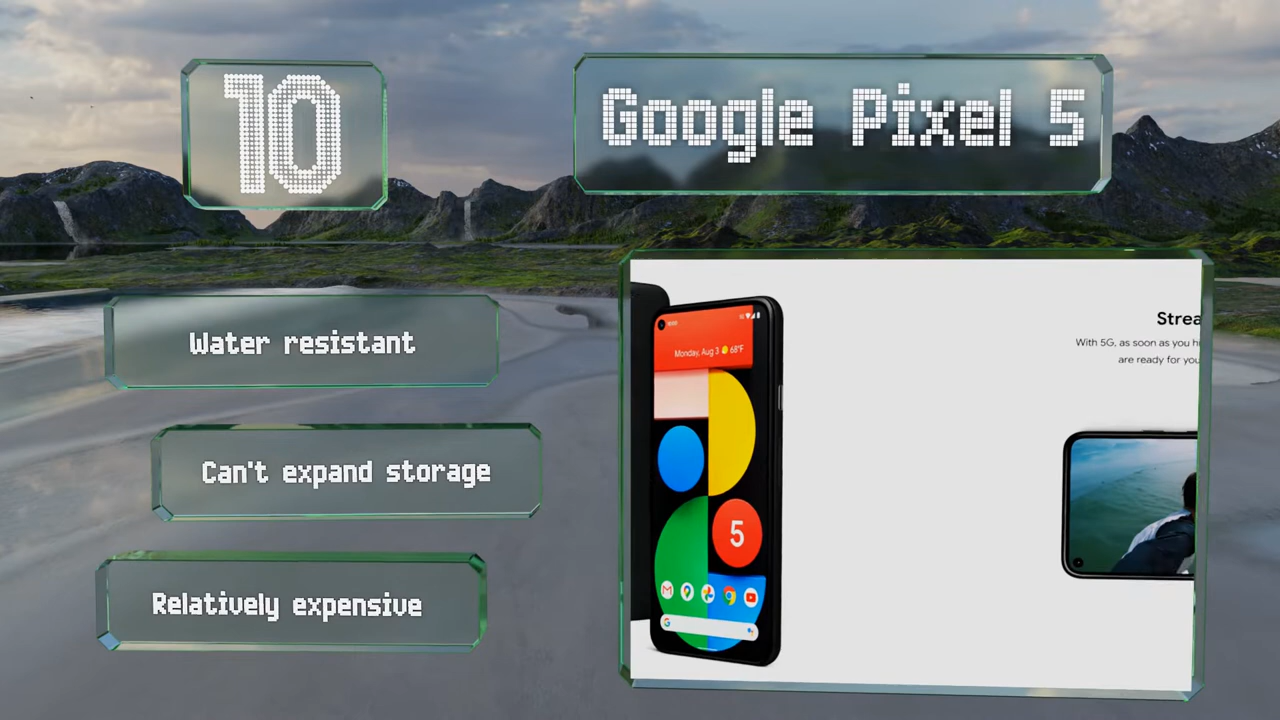 10
Google Pixel 5
Water resistant
Can't expand storage
Relatively expensive
Monday, Aug 3 68°F
5
Strea
With 5G, as soon as you h
are ready for you